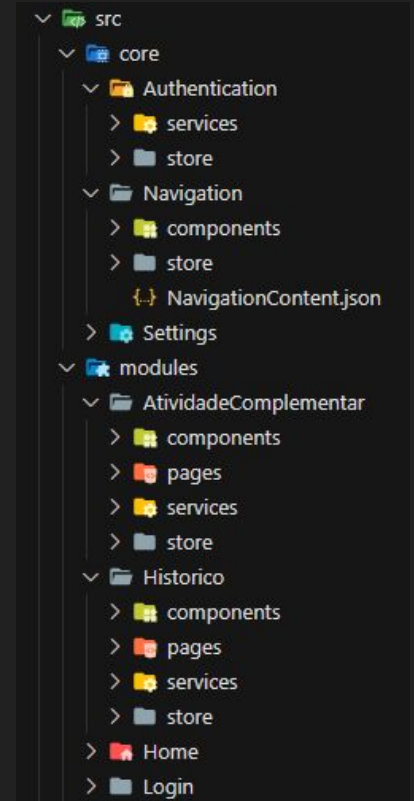 src
core
Authentication
services
store
Navigation
components
store
{..} NavigationContent.json
Settings
modules
AtividadeComplementar
components
pages
services
store
Historico
components
pages
services
store
Home
Login